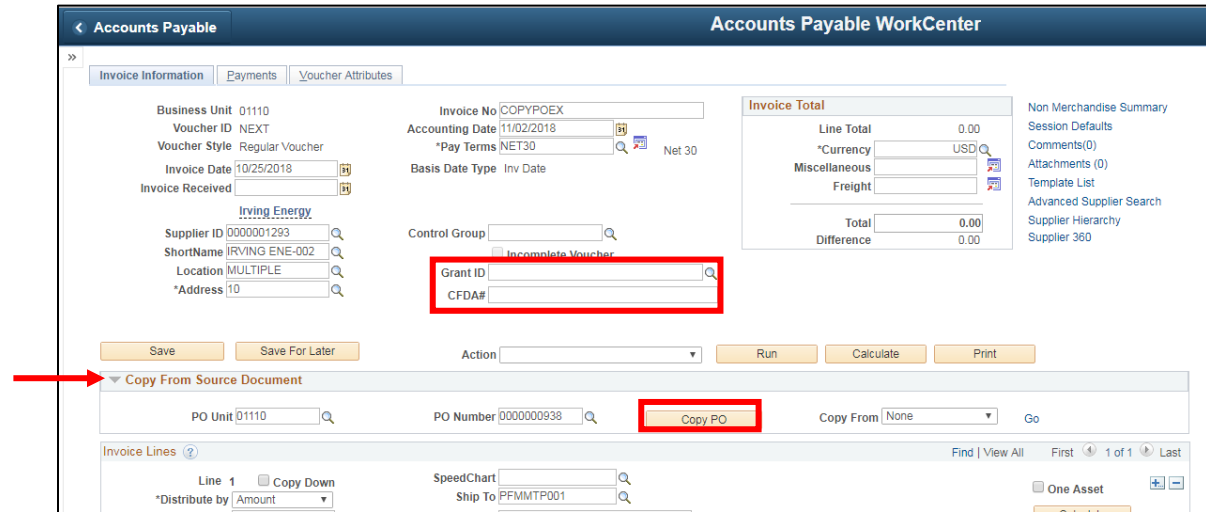 Accounts Payable
Accounts Payable WorkCenter
»
Invoice Information Payments Voucher Attributes
Business Unit 01110
Voucher ID NEXT
Voucher Style Regular Voucher
Invoice Date 10/25/2018
Invoice Received
Irving Energy
Supplier ID 0000001293
ShortName IRVING ENE-002
Location MULTIPLE
*Address 10
Invoice No COPYPOEX
Accounting Date 11/02/2018
*Pay Terms NET30 Net 30
Basis Date Type Inv Date
Control Group
Incomplete Voucher
Grant ID
CFDA#
Invoice Total
Line Total 0.00
*Currency USD
Miscellaneous
Freight
Total 0.00
Difference 0.00
Non Merchandise Summary
Session Defaults
Comments(0)
Attachments (0)
Template List
Advanced Supplier Search
Supplier Hierarchy
Supplier 360
Save Save For Later Action Run Calculate Print
Copy From Source Document
PO Unit 01110 PO Number 0000000938 Copy PO Copy From None Go
Invoice Lines ? Find | View All First 1 of 1 Last
Line 1 Copy Down SpeedChart One Asset
*Distribute by Amount Ship To PFMMTP001